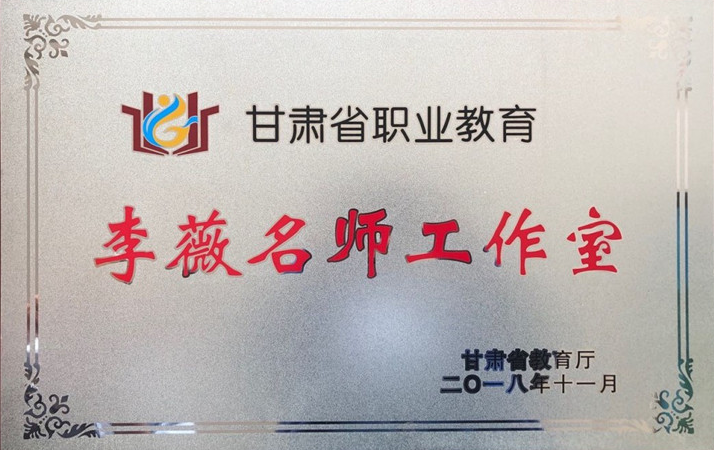 甘肃省职业教育
李薇名师工作室
甘肃省教育厅
二〇一八年十一月